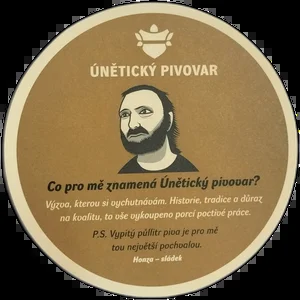 ÚNĚTICKÝ PIVOVAR
Co pro mě znamená Únětický pivovar?
Výzva, kterou si vychutnávám. Historie, tradice a důraz
na kvalitu, to vše vykoupeno porcí poctivé práce.
P.S. Vypitý půllitr piva je pro mě
tou největší pochvalou.
Honza – sládek